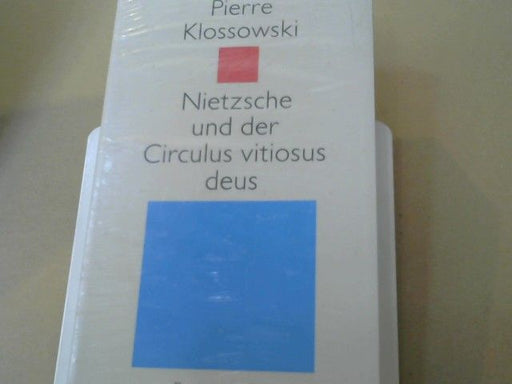 Pierre
Klossowski
Nietzsche
und der
Circulus vitiosus
deus